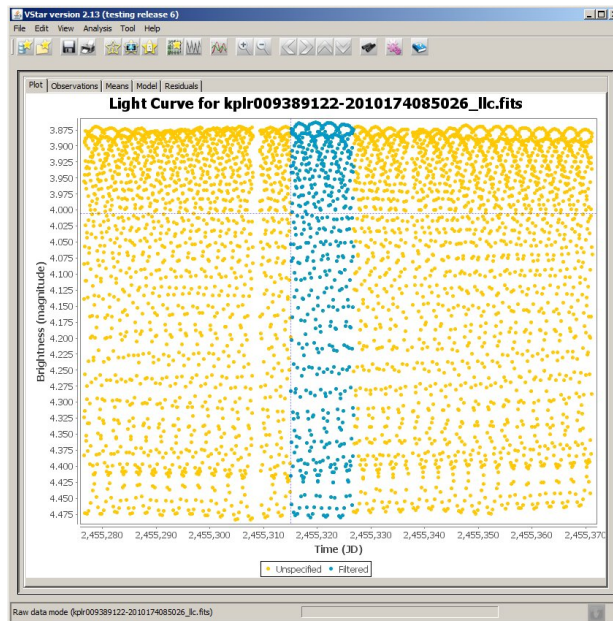 VStar version 2.13 (testing release 6)
File Edit View Analysis Tool Help
Plot Observations Means Model Residuals
Light Curve for kplr009389122-2010174085026_llc.fits
3.875
3.900
3.925
3.950
3.975
4.000
4.025
4.050
4.075
4.100
4.125
4.150
4.175
4.200
4.225
4.250
4.275
4.300
4.325
4.350
4.375
4.400
4.425
4.450
4.475
Brightness (magnitude)
2,455,280 2,455,290 2,455,300 2,455,310 2,455,320 2,455,330 2,455,340 2,455,350 2,455,360 2,455,370
Time (JD)
Unspecified Filtered
Raw data mode (kplr009389122-2010174085026_llc.fits)